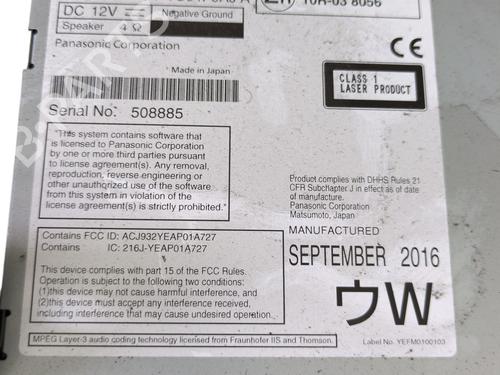 DC 12V
Negative Ground
10R-03 8056
Speaker 4 Ω
Panasonic Corporation
Made in Japan
CE
CLASS 1
LASER PRODUCT
Serial No: 508885
"This system contains software that
is licensed to Panasonic Corporation
by one or more third parties pursuant
to license agreement(s). Any removal,
reproduction, reverse engineering or
other unauthorized use of the software
from this system in violation of the
license agreement(s) is strictly prohibited."
Product complies with DHHS Rules 21
CFR Subchapter J in effect as of date
of manufacture.
Panasonic Corporation
Matsumoto, Japan
Contains FCC ID: ACJ932YEAP01A727
Contains IC: 216J-YEAP01A727
MANUFACTURED
SEPTEMBER 2016
ウW
This device complies with part 15 of the FCC Rules.
Operation is subject to the following two conditions:
(1)this device may not cause harmful interference, and
(2)this device must accept any interference received,
including interference that may cause undesired operation.
MPEG Layer-3 audio coding technology licensed from Fraunhofer IIS and Thomson.
Label No. YEFM0100103